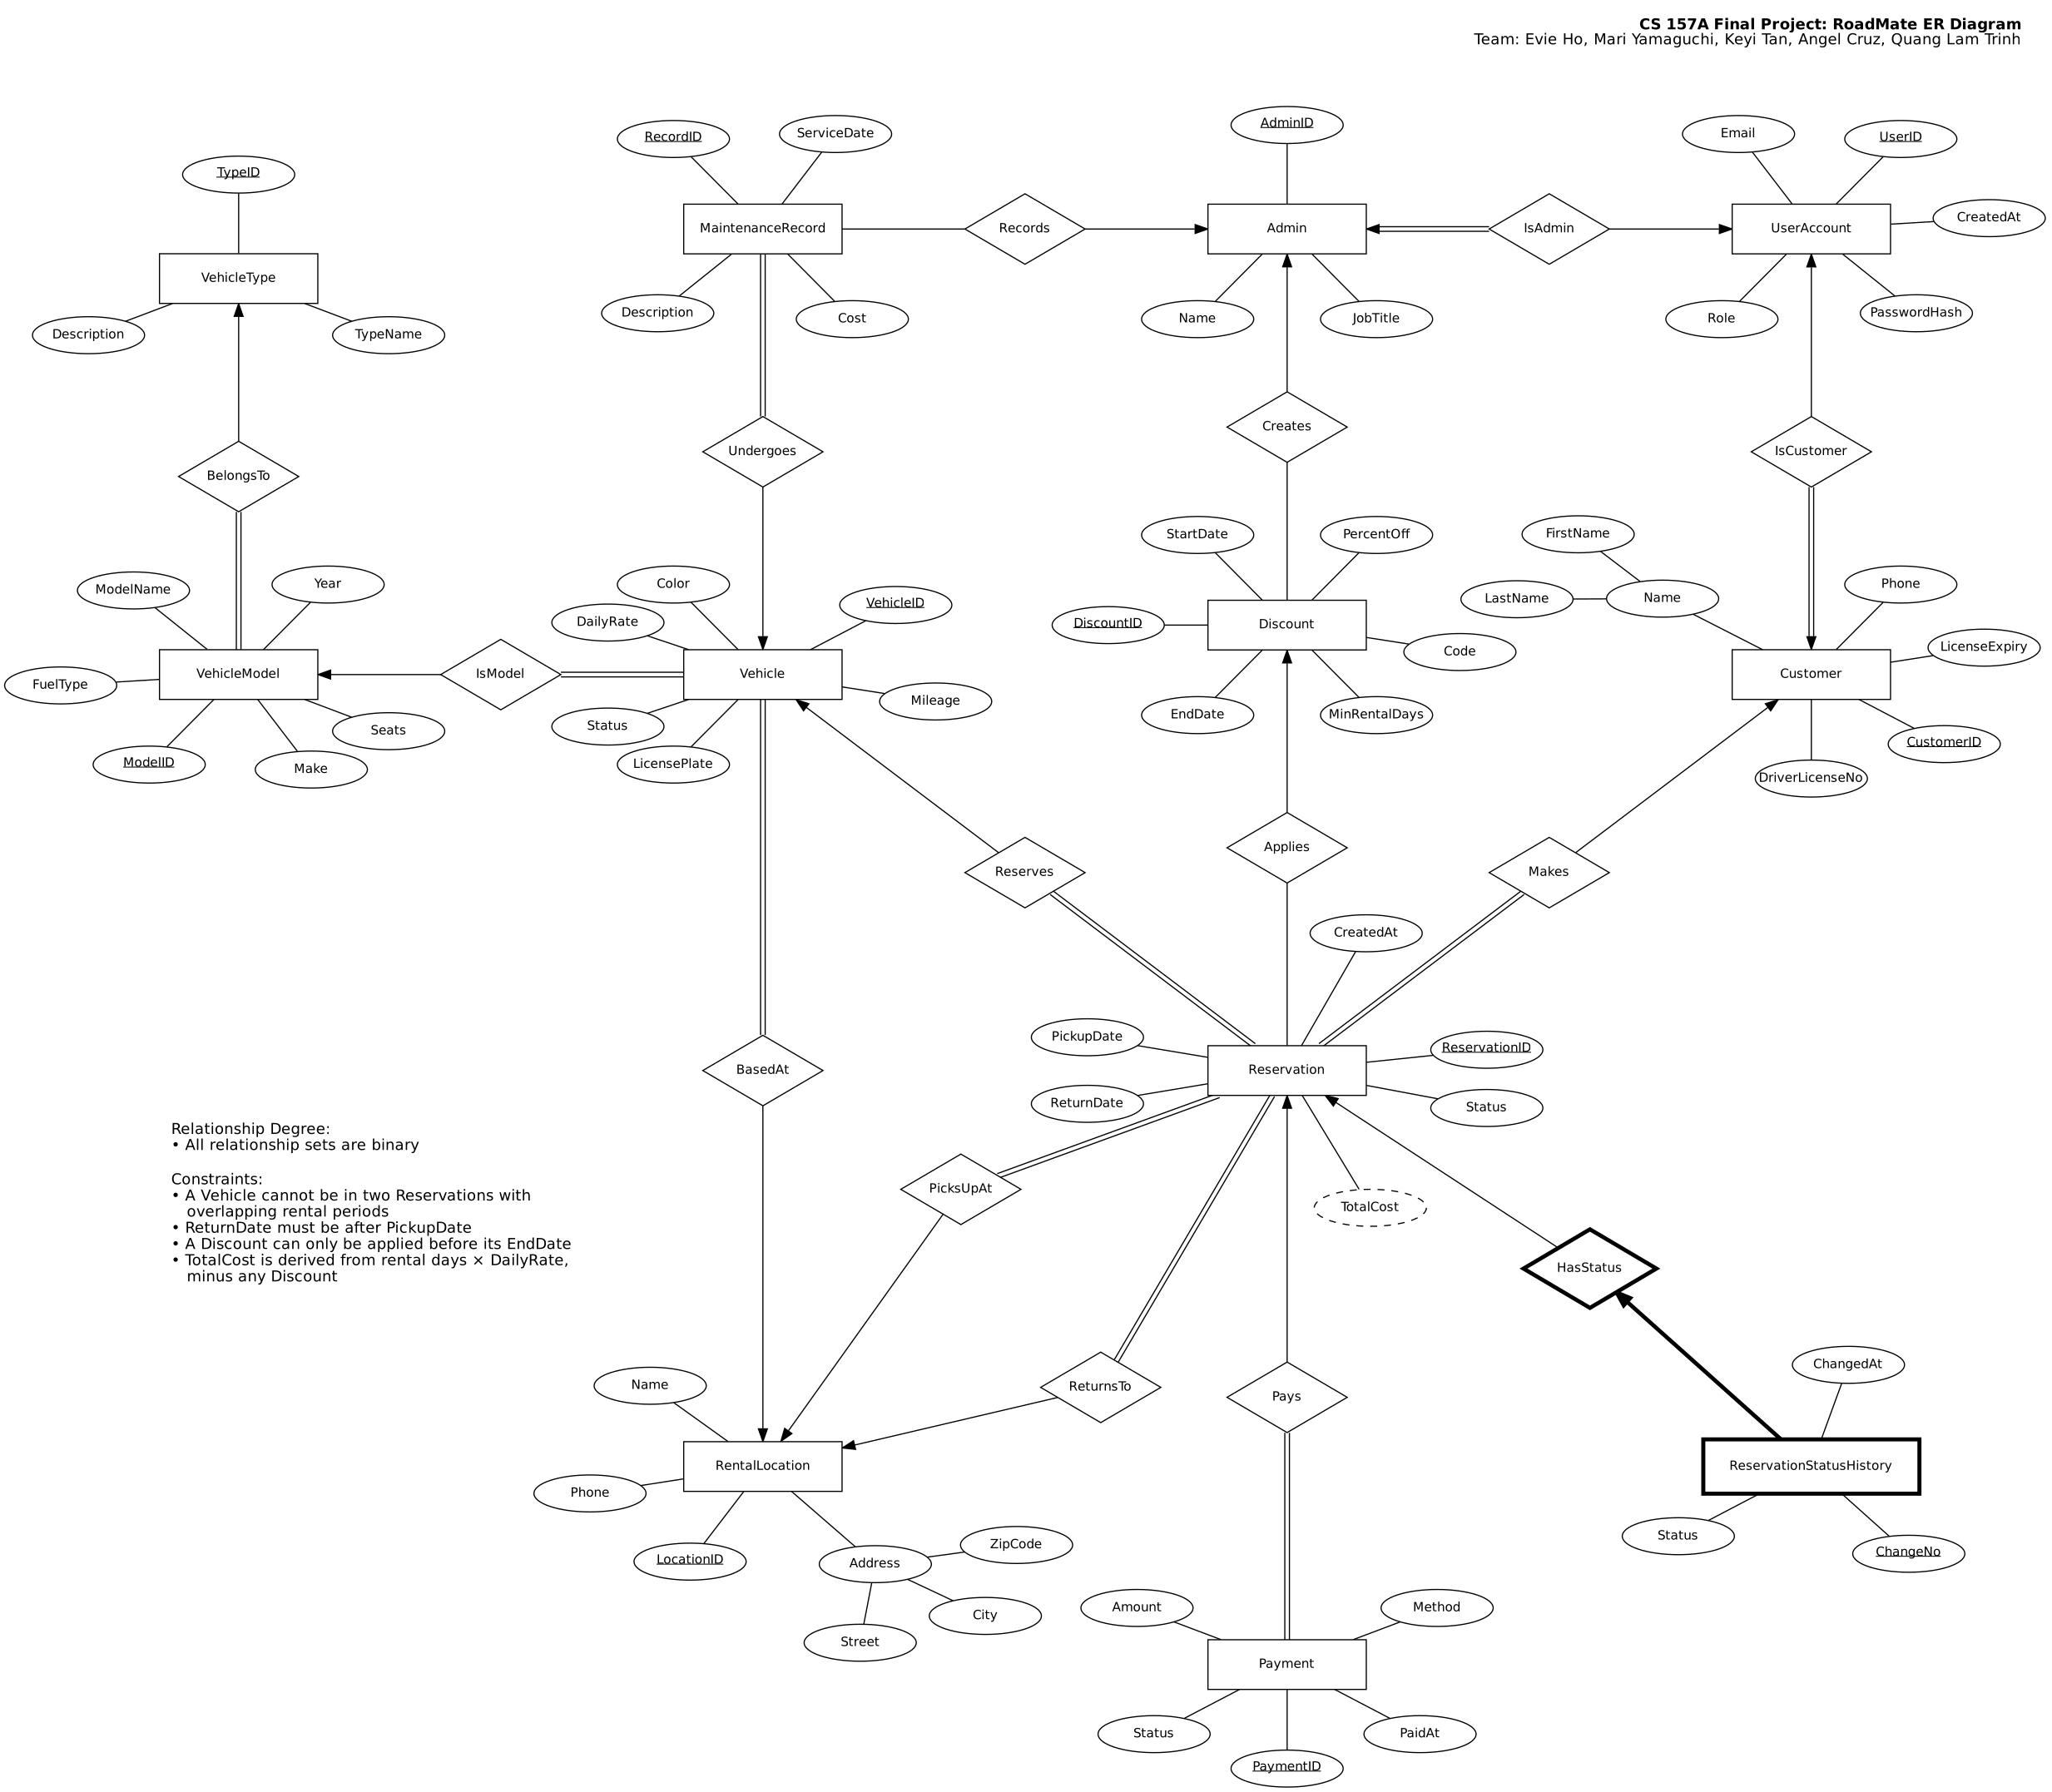 CS 157A Final Project: RoadMate ER Diagram
Team: Evie Ho, Mari Yamaguchi, Keyi Tan, Angel Cruz, Quang Lam Trinh
AdminID
RecordID
ServiceDate
Email
UserID
TypeID
CreatedAt
MaintenanceRecord
Records
Admin
IsAdmin
UserAccount
VehicleType
Description
Cost
Name
JobTitle
Role
PasswordHash
Description
TypeName
Creates
Undergoes
IsCustomer
BelongsTo
StartDate
PercentOff
FirstName
ModelName
Year
Color
VehicleID
LastName
Name
Phone
DailyRate
DiscountID
Discount
Code
LicenseExpiry
FuelType
VehicleModel
IsModel
Vehicle
Mileage
Customer
Seats
Status
EndDate
MinRentalDays
CustomerID
ModelID
Make
LicensePlate
DriverLicenseNo
Reserves
Applies
Makes
CreatedAt
PickupDate
ReservationID
BasedAt
Reservation
ReturnDate
Status
Relationship Degree:
• All relationship sets are binary
Constraints:
• A Vehicle cannot be in two Reservations with
overlapping rental periods
• ReturnDate must be after PickupDate
• A Discount can only be applied before its EndDate
• TotalCost is derived from rental days × DailyRate,
minus any Discount
PicksUpAt
TotalCost
HasStatus
Name
ReturnsTo
Pays
ChangedAt
RentalLocation
ReservationStatusHistory
Phone
LocationID
Address
ZipCode
Status
ChangeNo
City
Street
Amount
Method
Payment
Status
PaidAt
PaymentID